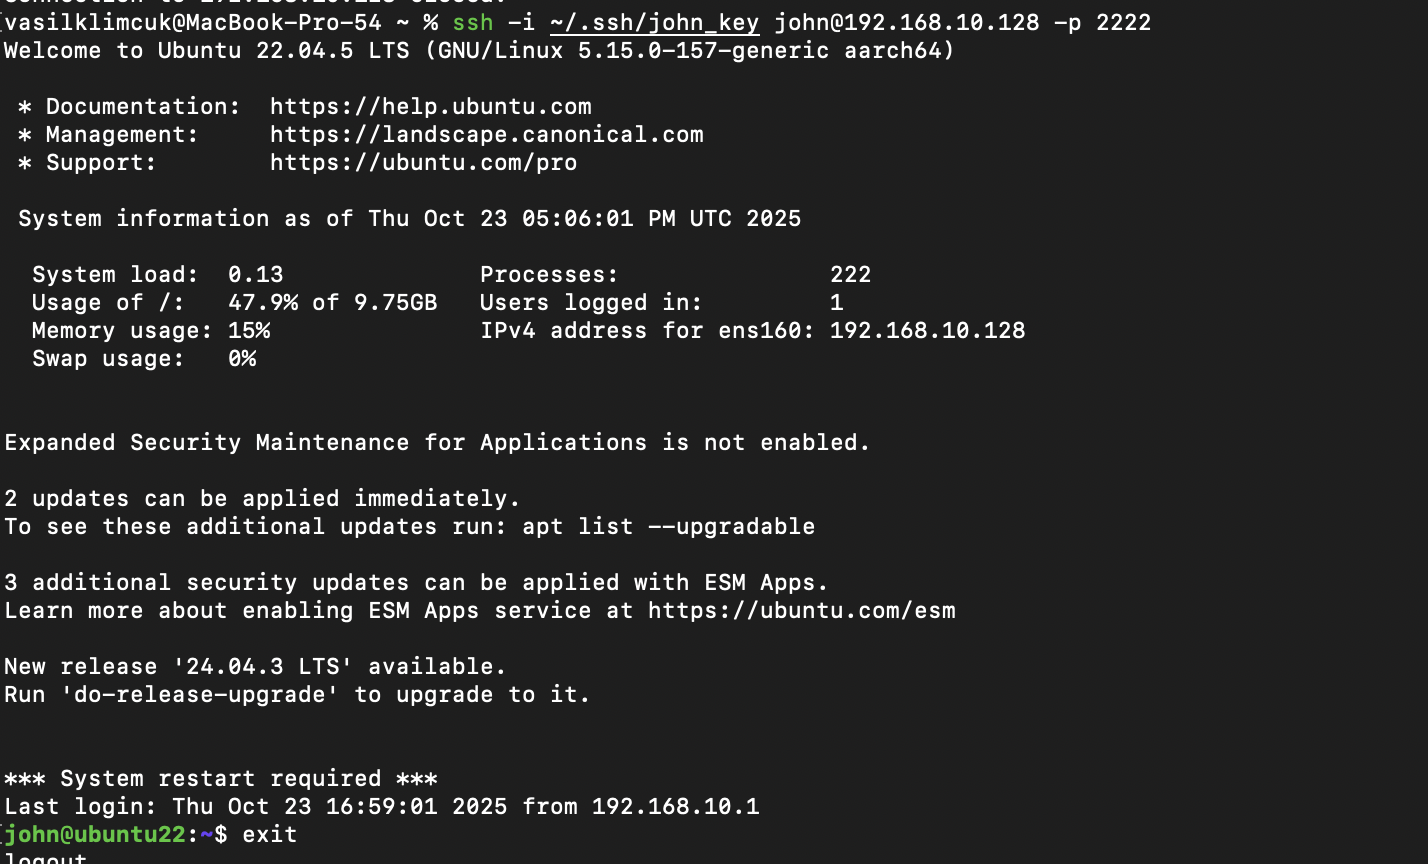 vasilklimcuk@MacBook-Pro-54 ~ % ssh -i ~/.ssh/john_key john@192.168.10.128 -p 2222
Welcome to Ubuntu 22.04.5 LTS (GNU/Linux 5.15.0-157-generic aarch64)
* Documentation: https://help.ubuntu.com
* Management: https://landscape.canonical.com
* Support: https://ubuntu.com/pro
System information as of Thu Oct 23 05:06:01 PM UTC 2025
System load: 0.13 Processes: 222
Usage of /: 47.9% of 9.75GB Users logged in: 1
Memory usage: 15% IPv4 address for ens160: 192.168.10.128
Swap usage: 0%
Expanded Security Maintenance for Applications is not enabled.
2 updates can be applied immediately.
To see these additional updates run: apt list --upgradable
3 additional security updates can be applied with ESM Apps.
Learn more about enabling ESM Apps service at https://ubuntu.com/esm
New release '24.04.3 LTS' available.
Run 'do-release-upgrade' to upgrade to it.
*** System restart required ***
Last login: Thu Oct 23 16:59:01 2025 from 192.168.10.1
john@ubuntu22:~$ exit
logout